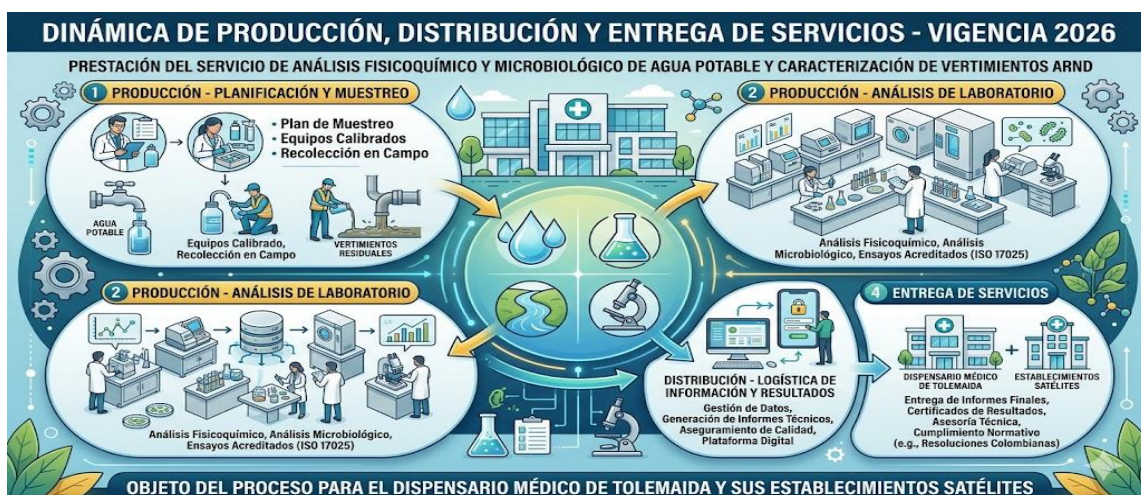 DINÁMICA DE PRODUCCIÓN, DISTRIBUCIÓN Y ENTREGA DE SERVICIOS - VIGENCIA 2026
PRESTACIÓN DEL SERVICIO DE ANÁLISIS FISICOQUÍMICO Y MICROBIOLÓGICO DE AGUA POTABLE Y CARACTERIZACIÓN DE VERTIMIENTOS ARND
1 PRODUCCIÓN - PLANIFICACIÓN Y MUESTREO
• Plan de Muestreo
• Equipos Calibrados
• Recolección en Campo
AGUA
POTABLE
Equipos Calibrado,
Recolección en Campo
VERTIMIENTOS
RESIDUALES
2 PRODUCCIÓN - ANÁLISIS DE LABORATORIO
Análisis Fisicoquímico, Análisis
Microbiológico, Ensayos Acreditados (ISO 17025)
2 PRODUCCIÓN - ANÁLISIS DE LABORATORIO
Análisis Fisicoquímico, Análisis Microbiológico,
Ensayos Acreditados (ISO 17025)
DISTRIBUCIÓN - LOGÍSTICA DE
INFORMACIÓN Y RESULTADOS
Gestión de Datos,
Generación de Informes Técnicos,
Aseguramiento de Calidad,
Plataforma Digital
4 ENTREGA DE SERVICIOS
DISPENSARIO MÉDICO
DE TOLEMAIDA
+
ESTABLECIMIENTOS
SATÉLITES
Entrega de Informes Finales,
Certificados de Resultados,
Asesoría Técnica,
Cumplimiento Normativo
(e.g., Resoluciones Colombianas)
OBJETO DEL PROCESO PARA EL DISPENSARIO MÉDICO DE TOLEMAIDA Y SUS ESTABLECIMIENTOS SATÉLITES